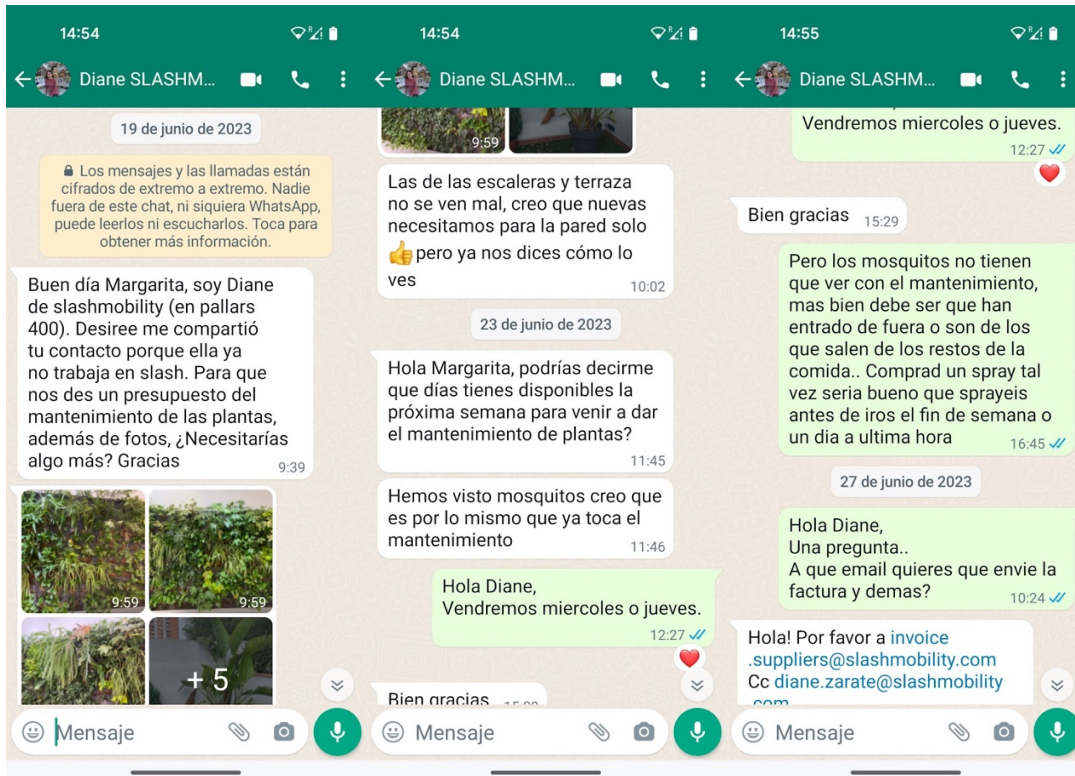 14:54
Diane SLASHM...
19 de junio de 2023
Los mensajes y las llamadas están
cifrados de extremo a extremo. Nadie
fuera de este chat, ni siquiera WhatsApp,
puede leerlos ni escucharlos. Toca para
obtener más información.
Buen día Margarita, soy Diane
de slashmobility (en pallars
400). Desiree me compartió
tu contacto porque ella ya
no trabaja en slash. Para que
nos des un presupuesto del
mantenimiento de las plantas,
además de fotos, ¿Necesitarías
algo más? Gracias
9:39
9:59
9:59
+ 5
Mensaje
14:54
Diane SLASHM...
9:59
Las de las escaleras y terraza
no se ven mal, creo que nuevas
necesitamos para la pared solo
👍pero ya nos dices cómo lo
ves
10:02
23 de junio de 2023
Hola Margarita, podrías decirme
que días tienes disponibles la
próxima semana para venir a dar
el mantenimiento de plantas?
11:45
Hemos visto mosquitos creo que
es por lo mismo que ya toca el
mantenimiento
11:46
Hola Diane,
Vendremos miercoles o jueves.
12:27
Bien gracias
Mensaje
14:55
Diane SLASHM...
Vendremos miercoles o jueves.
12:27
Bien gracias 15:29
Pero los mosquitos no tienen
que ver con el mantenimiento,
mas bien debe ser que han
entrado de fuera o son de los
que salen de los restos de la
comida.. Comprad un spray tal
vez seria bueno que sprayeis
antes de iros el fin de semana o
un dia a ultima hora
16:45
27 de junio de 2023
Hola Diane,
Una pregunta..
A que email quieres que envie la
factura y demas?
10:24
Hola! Por favor a invoice
.suppliers@slashmobility.com
Cc diane.zarate@slashmobility
.com
Mensaje